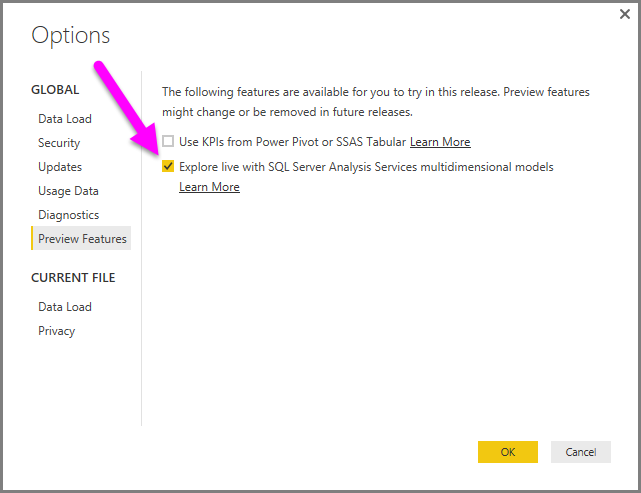 Options
GLOBAL
Data Load
Security
Updates
Usage Data
Diagnostics
Preview Features
CURRENT FILE
Data Load
Privacy
The following features are available for you to try in this release. Preview features
might change or be removed in future releases.
Use KPIs from Power Pivot or SSAS Tabular Learn More
Explore live with SQL Server Analysis Services multidimensional models
Learn More
OK
Cancel